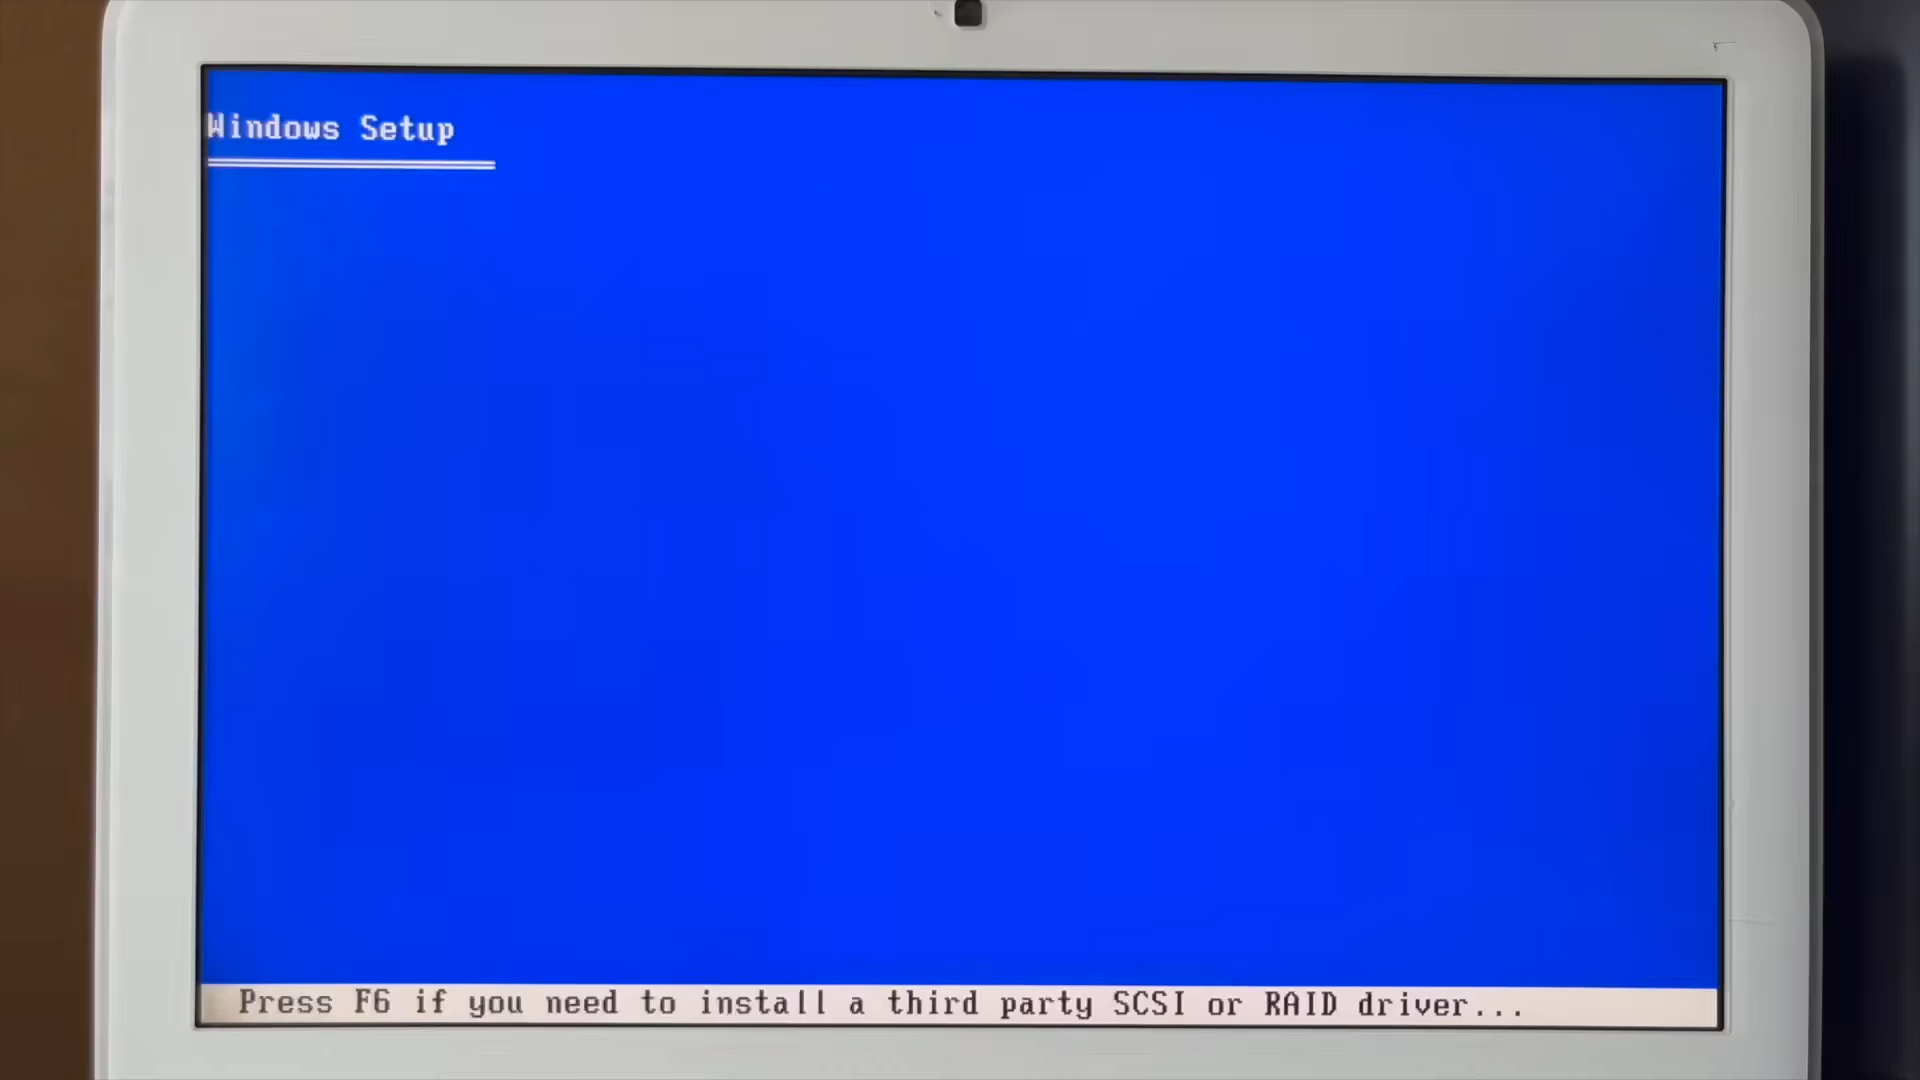 Windows Setup
Press F6 if you need to install a third party SCSI or RAID driver...